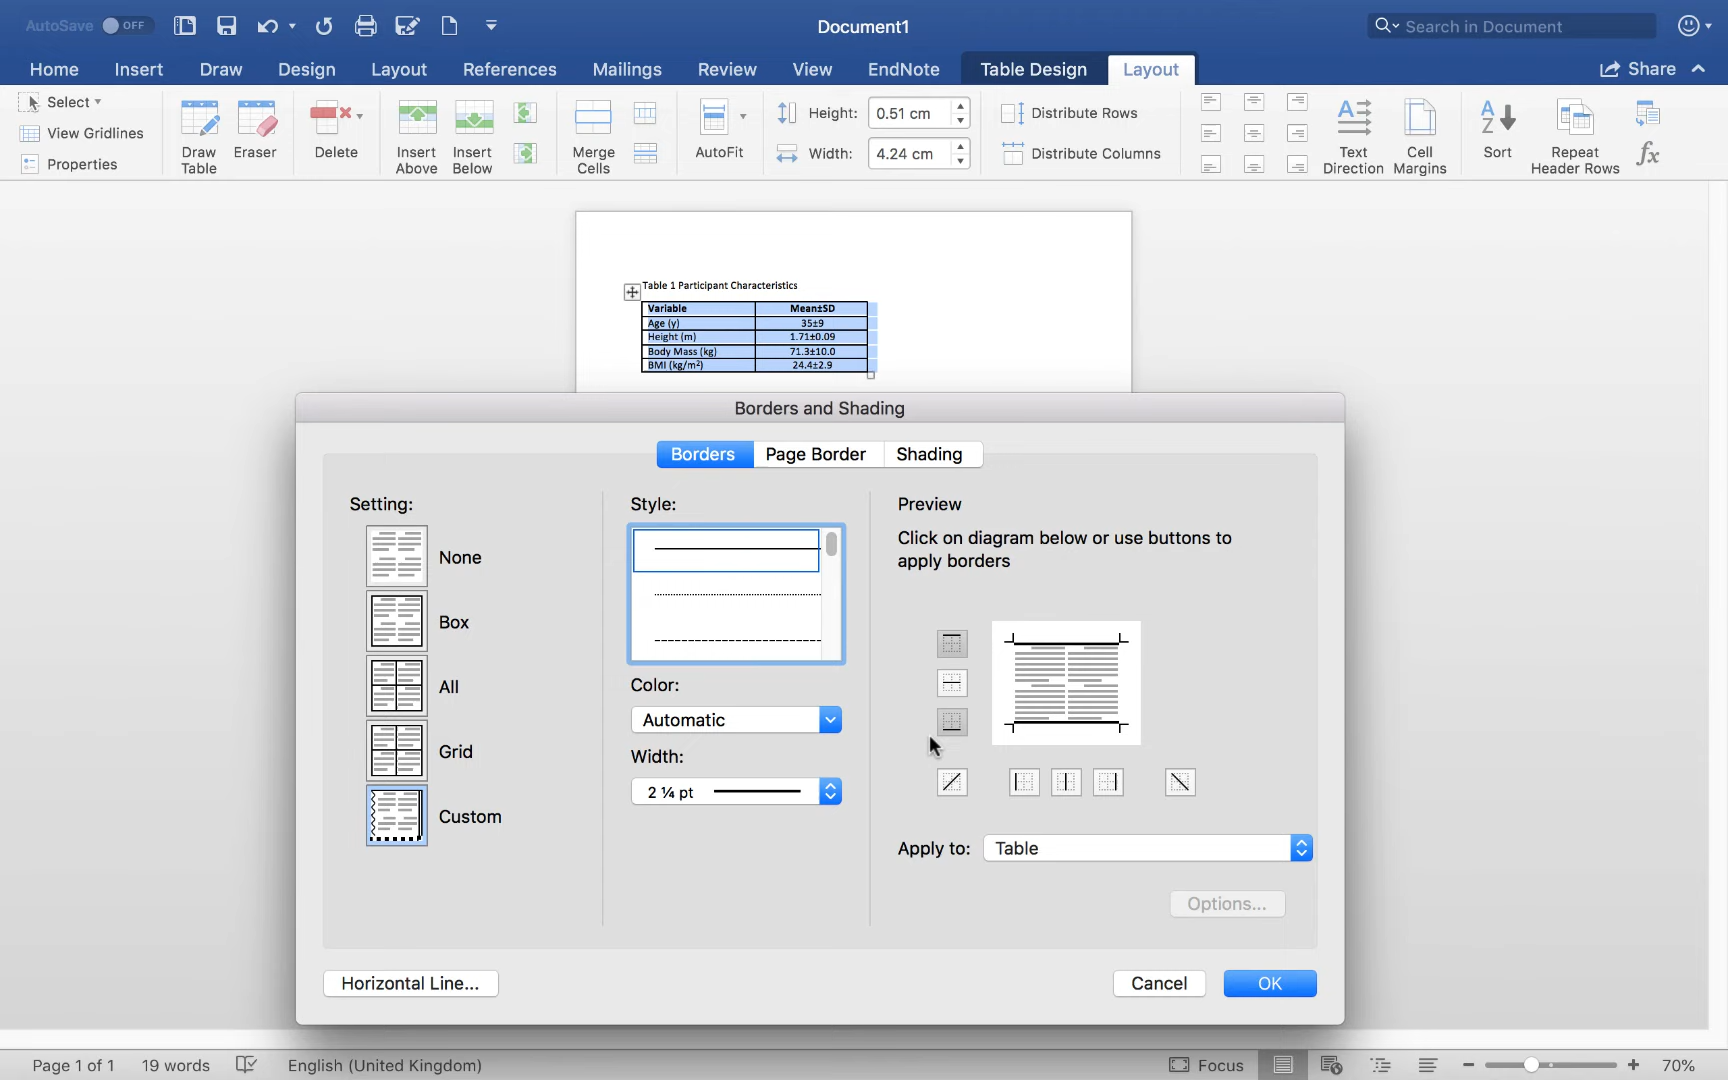 AutoSave OFF
Document1
Search in Document
Home Insert Draw Design Layout References Mailings Review View EndNote Table Design Layout Share
Select
View Gridlines
Properties
Draw Table
Eraser
Delete
Insert Above
Insert Below
Merge Cells
AutoFit
Height: 0.51 cm
Width: 4.24 cm
Distribute Rows
Distribute Columns
Text Direction
Cell Margins
A Z
Sort
Repeat Header Rows
fx
Table 1 Participant Characteristics
Variable Mean±SD
Age (y) 35±9
Height (m) 1.71±0.09
Body Mass (kg) 71.3±10.0
BMI (kg/m²) 24.4±2.9
Borders and Shading
Borders Page Border Shading
Setting:
None
Box
All
Grid
Custom
Style:
Color:
Automatic
Width:
2 ¼ pt
Preview
Click on diagram below or use buttons to
apply borders
Apply to: Table
Options...
Horizontal Line...
Cancel
OK
Page 1 of 1 19 words English (United Kingdom) Focus 70%